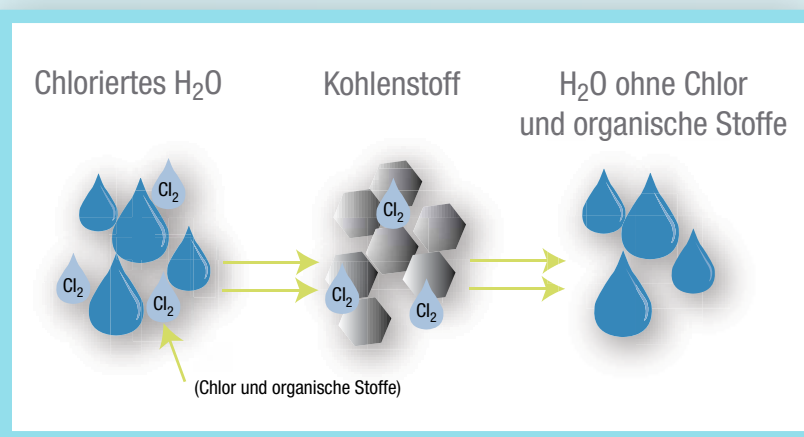 Chloriertes H₂O
Kohlenstoff
H₂O ohne Chlor
und organische Stoffe
Cl₂
Cl₂
Cl₂
Cl₂
Cl₂
Cl₂
(Chlor und organische Stoffe)